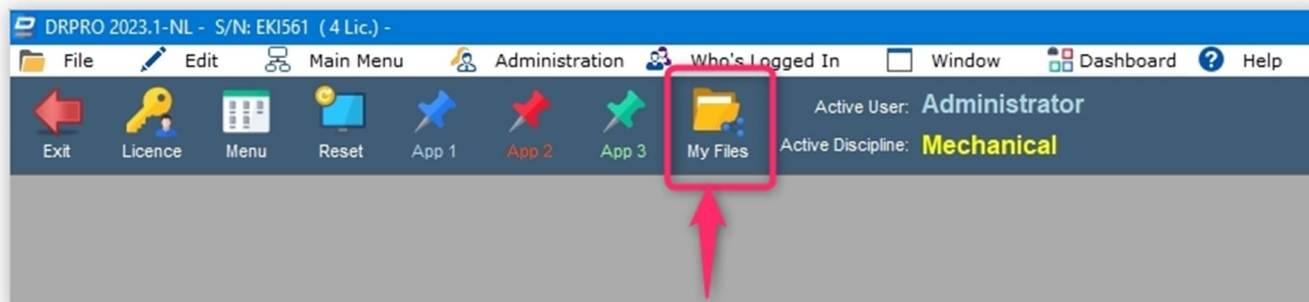 DRPRO 2023.1-NL - S/N: EKI561 ( 4 Lic.) -
File Edit Main Menu Administration Who's Logged In Window Dashboard Help
Exit Licence Menu Reset App 1 App 2 App 3 My Files
Active User: Administrator
Active Discipline: Mechanical